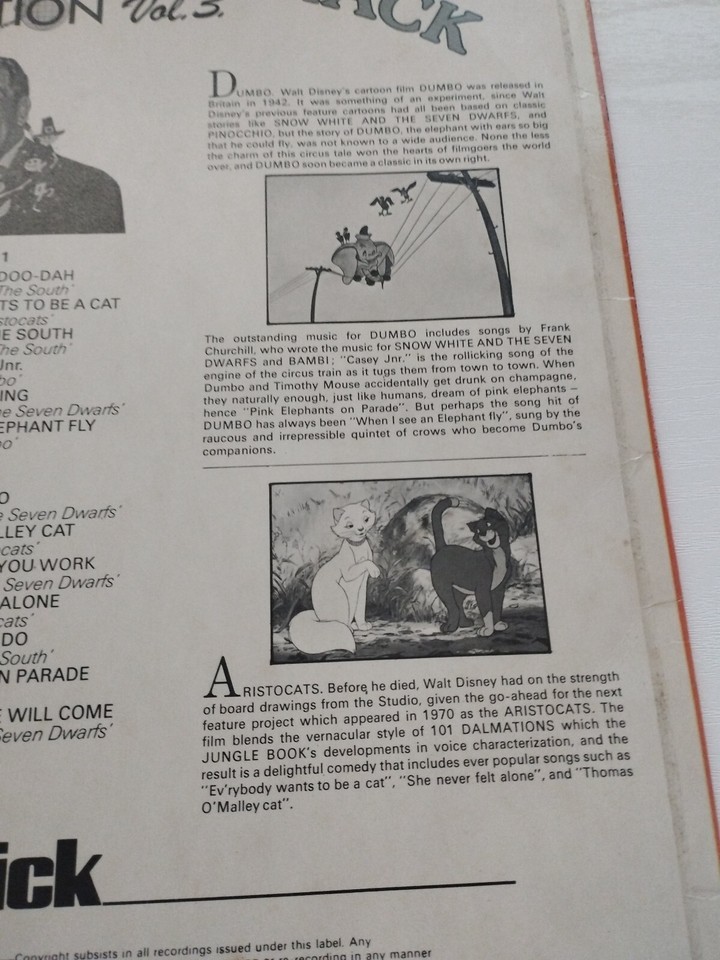 TION Vol. 3.
ACK
DUMBO. Walt Disney's cartoon film DUMBO was released in
Britain in 1942. It was something of an experiment, since Walt
Disney's previous feature cartoons had all been based on classic
stories like SNOW WHITE AND THE SEVEN DWARFS, and
PINOCCHIO, but the story of DUMBO, the elephant with ears so big
that he could fly, was not known to a wide audience. None the less
the charm of this circus tale won the hearts of filmgoers the world
over, and DUMBO soon became a classic in its own right.
The outstanding music for DUMBO includes songs by Frank
Churchill, who wrote the music for SNOW WHITE AND THE SEVEN
DWARFS and BAMBI; "Casey Jnr." is the rollicking song of the
engine of the circus train as it tugs them from town to town. When
Dumbo and Timothy Mouse accidentally get drunk on champagne,
they naturally enough, just like humans, dream of pink elephants –
hence "Pink Elephants on Parade". But perhaps the song hit of
DUMBO has always been "When I see an Elephant fly", sung by the
raucous and irrepressible quintet of crows who become Dumbo's
companions.
ARISTOCATS. Before he died, Walt Disney had on the strength
of board drawings from the Studio, given the go-ahead for the next
feature project which appeared in 1970 as the ARISTOCATS. The
film blends the vernacular style of 101 DALMATIONS which the
JUNGLE BOOK's developments in voice characterization, and the
result is a delightful comedy that includes ever popular songs such as
"Ev'rybody wants to be a cat", "She never felt alone", and "Thomas
O'Malley cat".
1
DOO-DAH
The South'
TS TO BE A CAT
stocats'
E SOUTH
The South'
Jnr.
bo'
ING
e Seven Dwarfs'
EPHANT FLY
bo'
O
e Seven Dwarfs'
LLEY CAT
cats'
YOU WORK
Seven Dwarfs'
ALONE
cats'
DO
South'
N PARADE
E WILL COME
Seven Dwarfs'
ick
Copyright subsists in all recordings issued under this label. Any
or re-recording in any manner